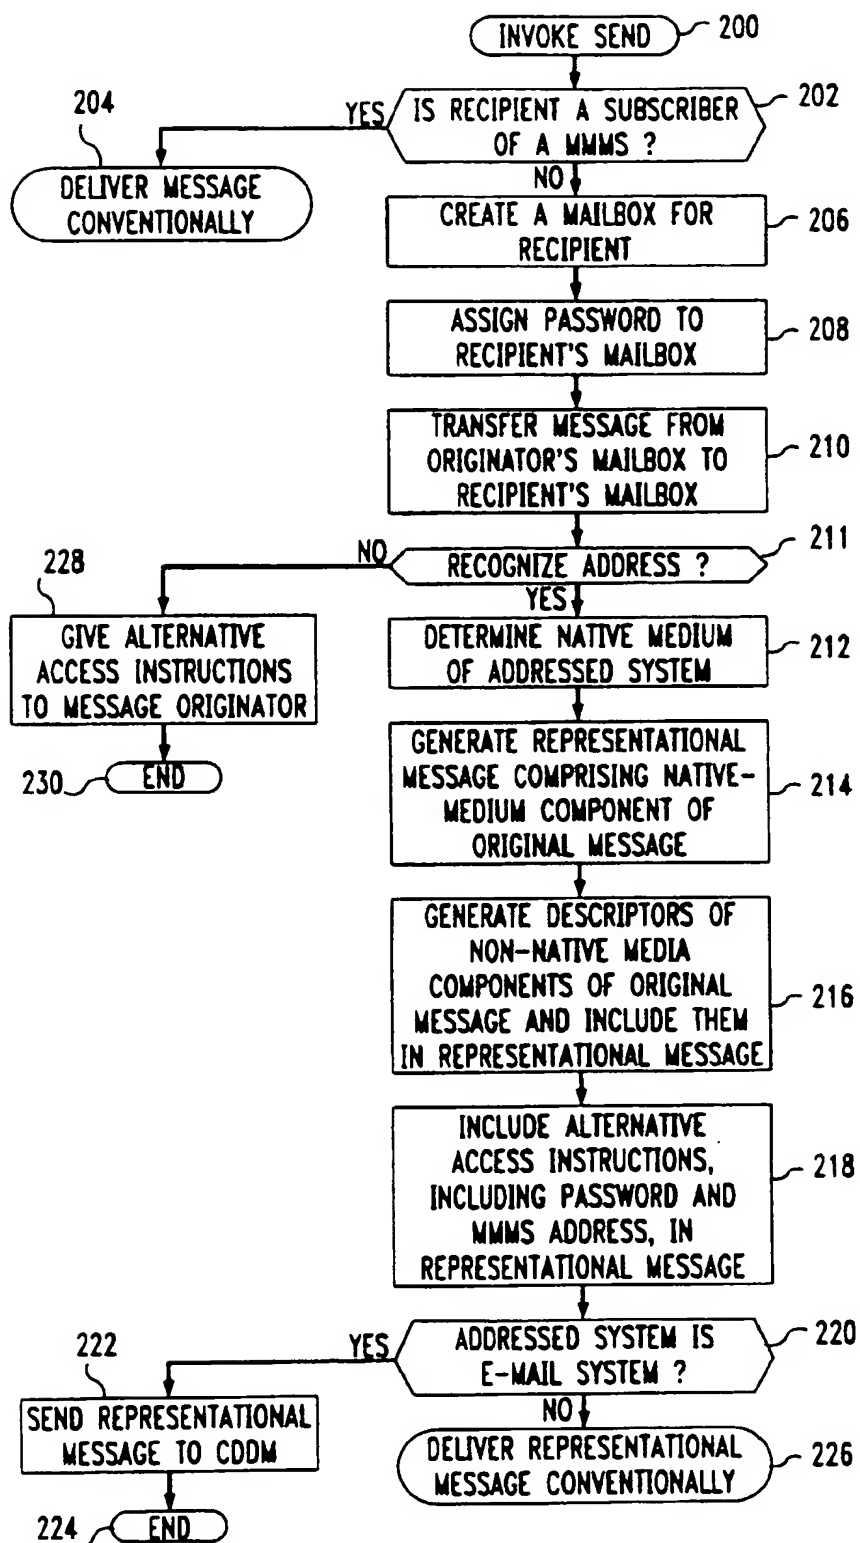 INVOKE SEND
200
IS RECIPIENT A SUBSCRIBER
OF A MMMS ?
202
YES
204
DELIVER MESSAGE
CONVENTIONALLY
NO
CREATE A MAILBOX FOR
RECIPIENT
206
ASSIGN PASSWORD TO
RECIPIENT'S MAILBOX
208
TRANSFER MESSAGE FROM
ORIGINATOR'S MAILBOX TO
RECIPIENT'S MAILBOX
210
RECOGNIZE ADDRESS ?
211
NO
228
GIVE ALTERNATIVE
ACCESS INSTRUCTIONS
TO MESSAGE ORIGINATOR
END
230
YES
DETERMINE NATIVE MEDIUM
OF ADDRESSED SYSTEM
212
GENERATE REPRESENTATIONAL
MESSAGE COMPRISING NATIVE-
MEDIUM COMPONENT OF
ORIGINAL MESSAGE
214
GENERATE DESCRIPTORS OF
NON-NATIVE MEDIA
COMPONENTS OF ORIGINAL
MESSAGE AND INCLUDE THEM
IN REPRESENTATIONAL MESSAGE
216
INCLUDE ALTERNATIVE
ACCESS INSTRUCTIONS,
INCLUDING PASSWORD AND
MMMS ADDRESS, IN
REPRESENTATIONAL MESSAGE
218
ADDRESSED SYSTEM IS
E-MAIL SYSTEM ?
220
YES
222
SEND REPRESENTATIONAL
MESSAGE TO CDDM
END
224
NO
DELIVER REPRESENTATIONAL
MESSAGE CONVENTIONALLY
226